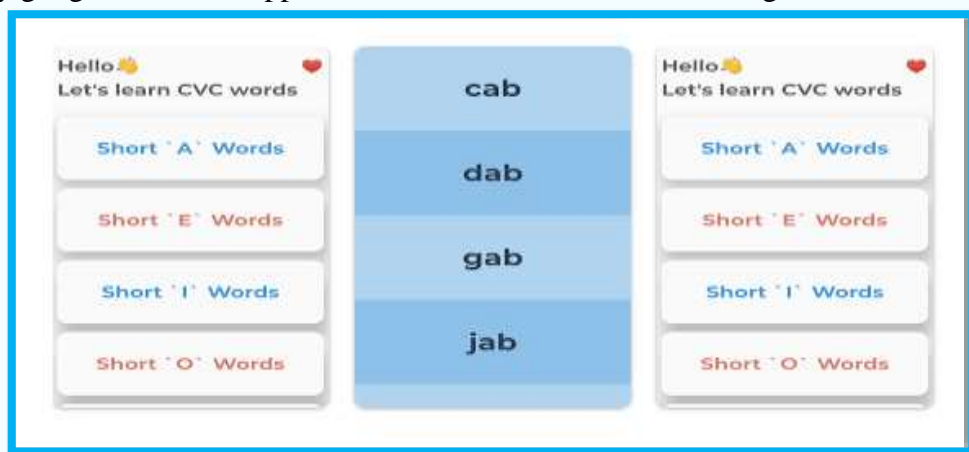 Hello👋
Let's learn CVC words
Short `A` Words
Short `E` Words
Short `I` Words
Short `O` Words
cab
dab
gab
jab
Hello👋
Let's learn CVC words
Short `A` Words
Short `E` Words
Short `I` Words
Short `O` Words